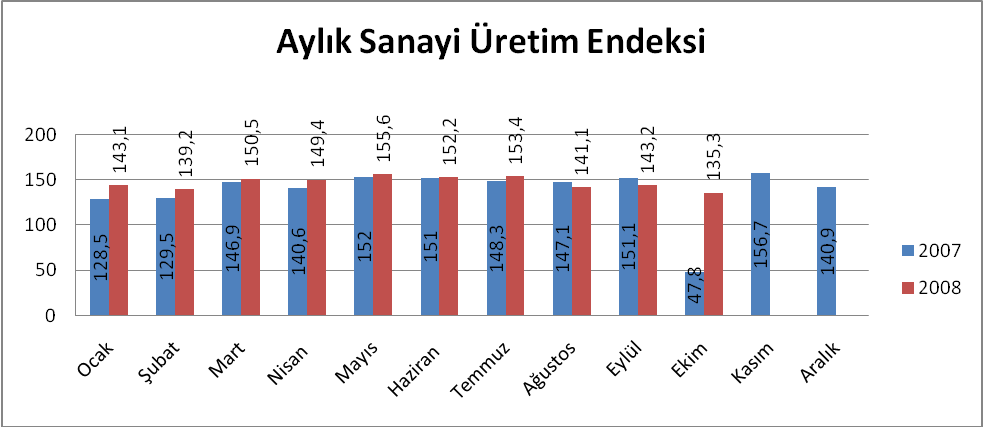 Aylık Sanayi Üretim Endeksi
200
150
100
50
0
143,1
139,2
150,5
149,4
155,6
152,2
153,4
141,1
143,2
135,3
128,5
129,5
146,9
140,6
152
151
148,3
147,1
151,1
47,8
156,7
140,9
Ocak
Şubat
Mart
Nisan
Mayıs
Haziran
Temmuz
Ağustos
Eylül
Ekim
Kasım
Aralık
2007
2008